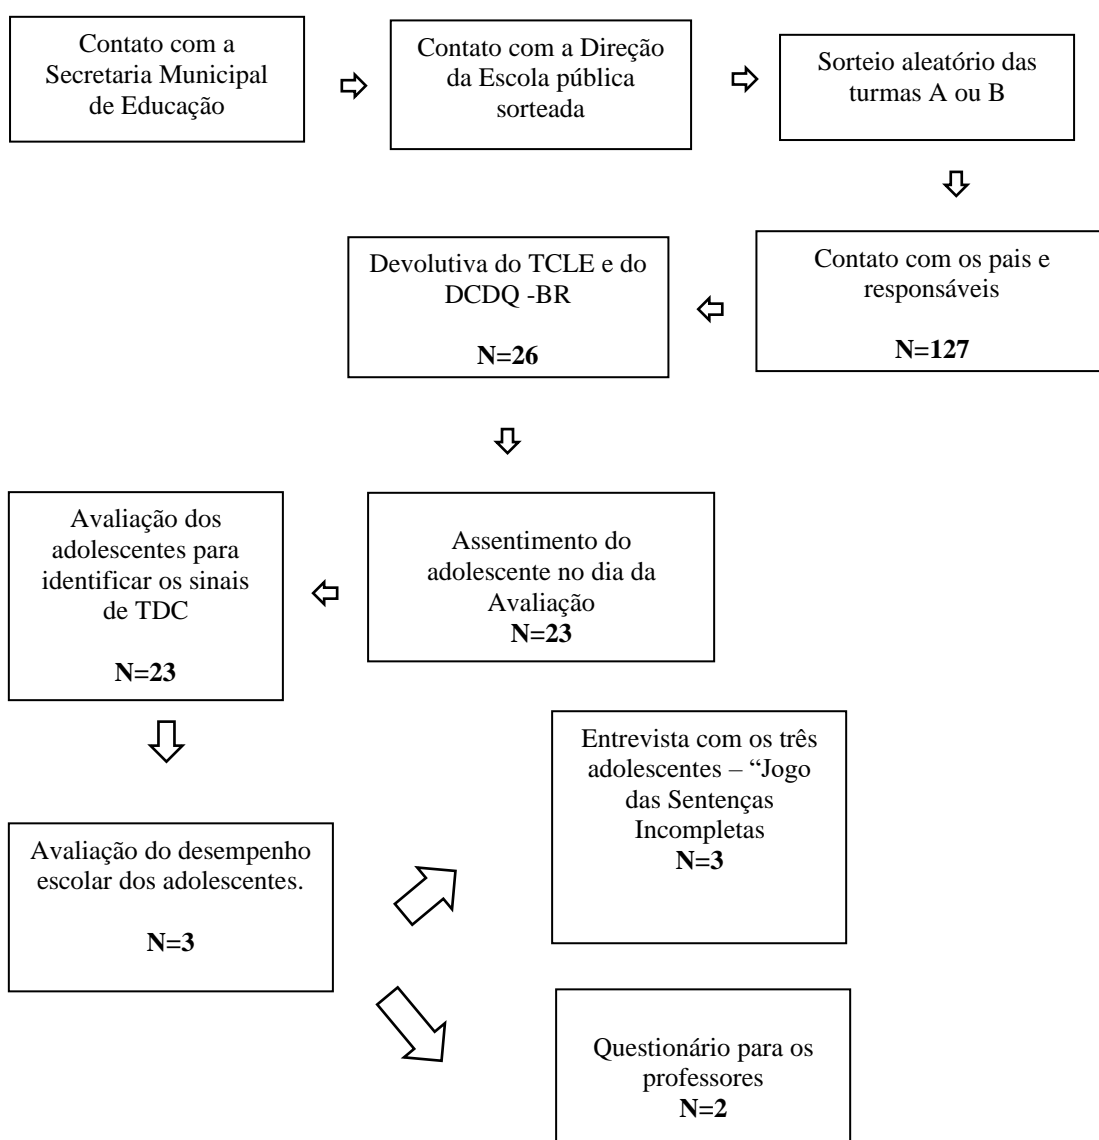 Contato com a
Secretaria Municipal
de Educação
Contato com a Direção
da Escola pública
sorteada
Sorteio aleatório das
turmas A ou B
Contato com os pais e
responsáveis
N=127
Devolutiva do TCLE e do
DCDQ -BR
N=26
Assentimento do
adolescente no dia da
Avaliação
N=23
Avaliação dos
adolescentes para
identificar os sinais
de TDC
N=23
Avaliação do desempenho
escolar dos adolescentes.
N=3
Entrevista com os três
adolescentes – “Jogo
das Sentenças
Incompletas
N=3
Questionário para os
professores
N=2